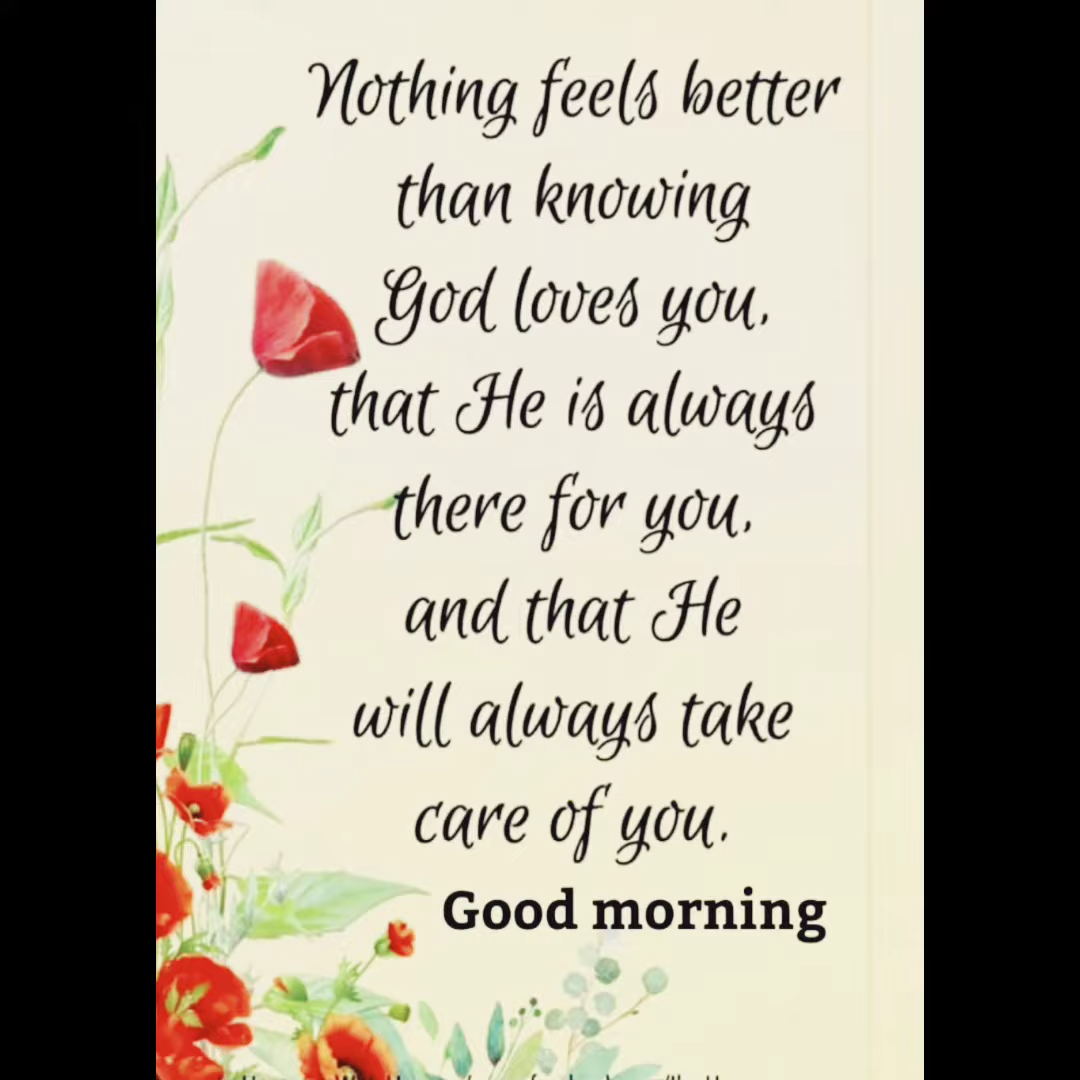 Nothing feels better
than knowing
God loves you,
that He is always
there for you,
and that He
will always take
care of you.
Good morning